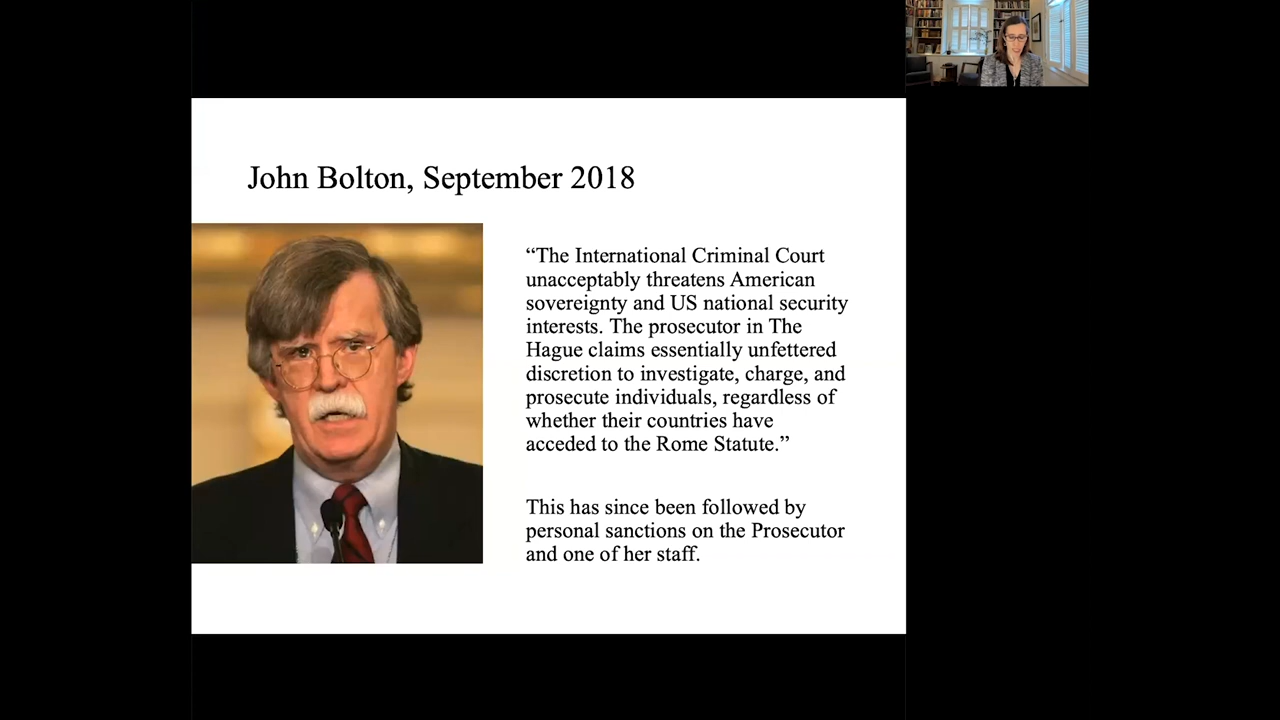 John Bolton, September 2018
“The International Criminal Court
unacceptably threatens American
sovereignty and US national security
interests. The prosecutor in The
Hague claims essentially unfettered
discretion to investigate, charge, and
prosecute individuals, regardless of
whether their countries have
acceded to the Rome Statute.”
This has since been followed by
personal sanctions on the Prosecutor
and one of her staff.